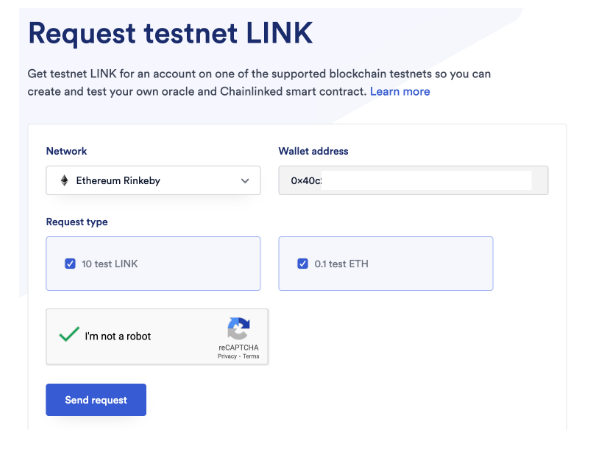 Request testnet LINK
Get testnet LINK for an account on one of the supported blockchain testnets so you can
create and test your own oracle and Chainlinked smart contract. Learn more
Network
Wallet address
Ethereum Rinkeby
0x40c:
Request type
10 test LINK
0.1 test ETH
I'm not a robot
reCAPTCHA
Privacy - Terms
Send request